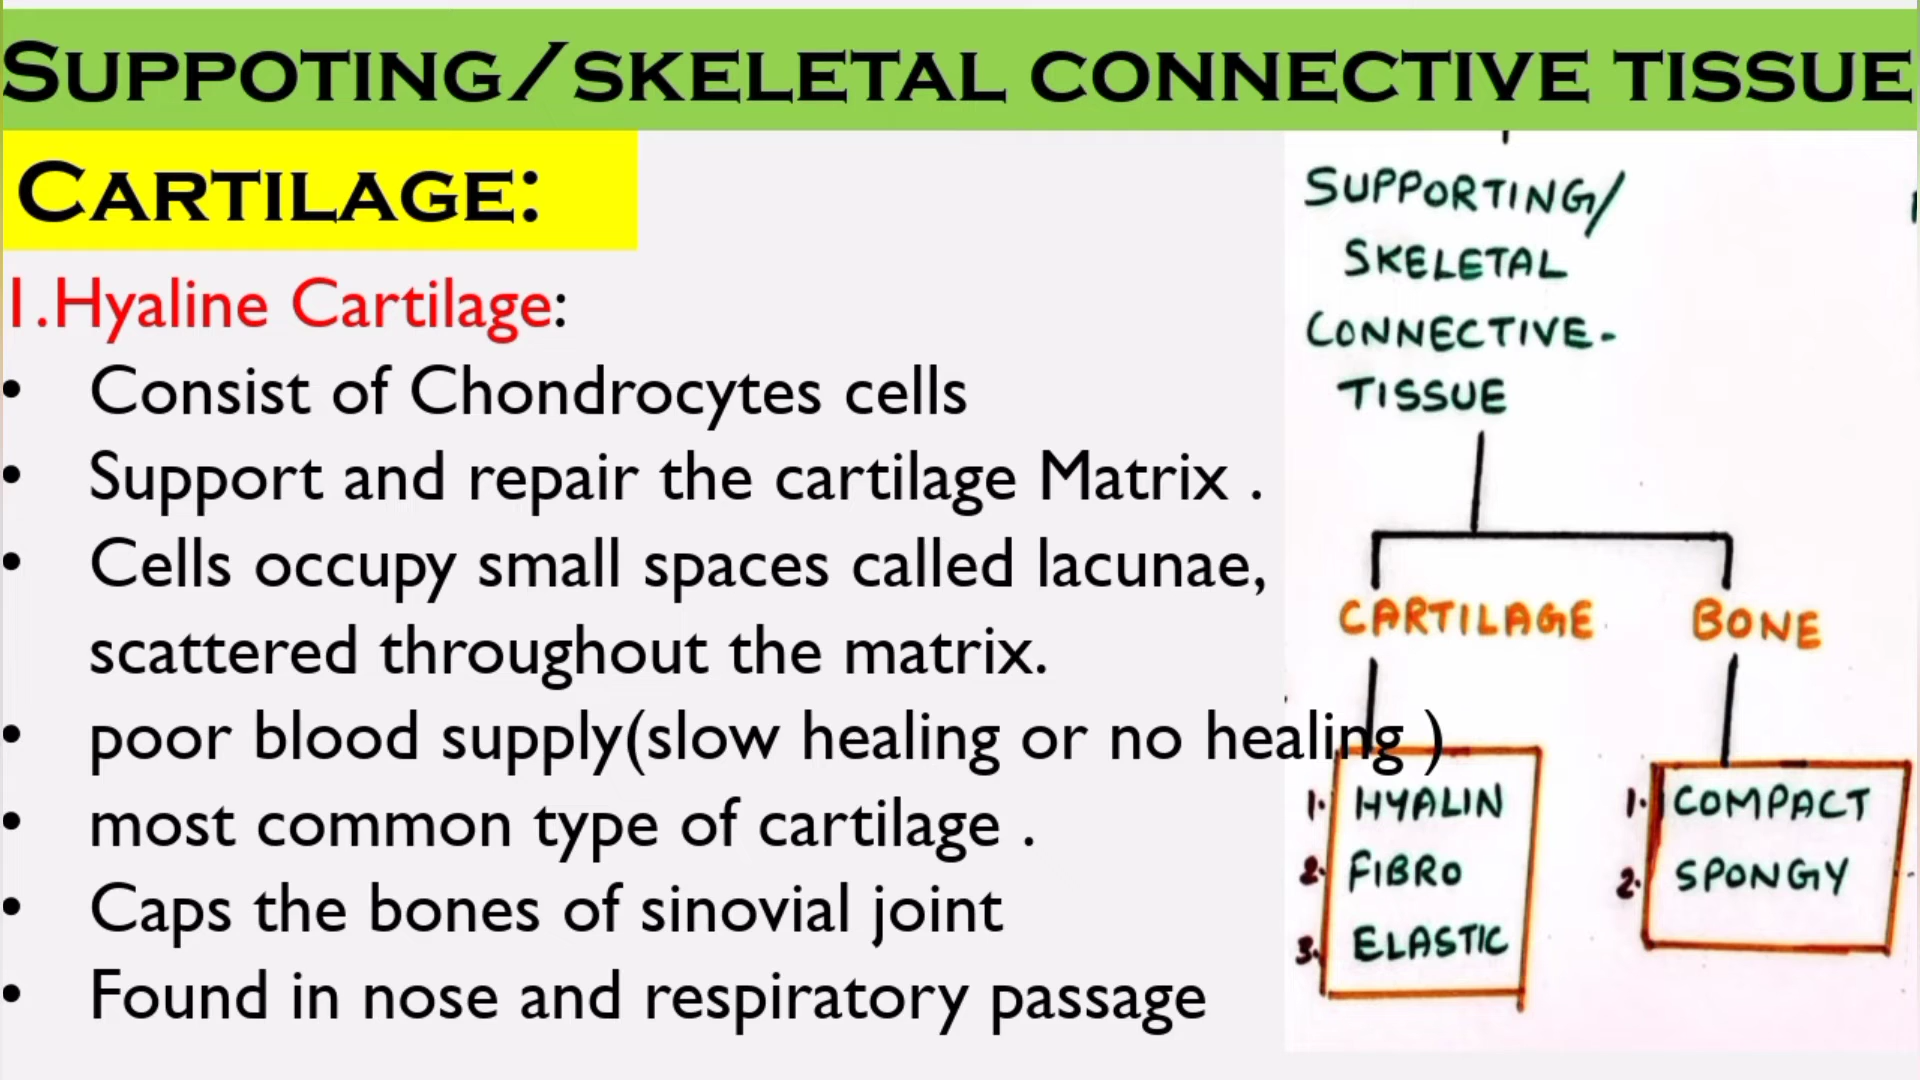 SUPPOTING/SKELETAL CONNECTIVE TISSUE
CARTILAGE:
1.Hyaline Cartilage:
• Consist of Chondrocytes cells
• Support and repair the cartilage Matrix .
• Cells occupy small spaces called lacunae,
scattered throughout the matrix.
• poor blood supply(slow healing or no healing )
• most common type of cartilage .
• Caps the bones of sinovial joint
• Found in nose and respiratory passage
SUPPORTING/
SKELETAL
CONNECTIVE-
TISSUE
CARTILAGE
BONE
1. HYALIN
2. FIBRO
3. ELASTIC
1. COMPACT
2. SPONGY